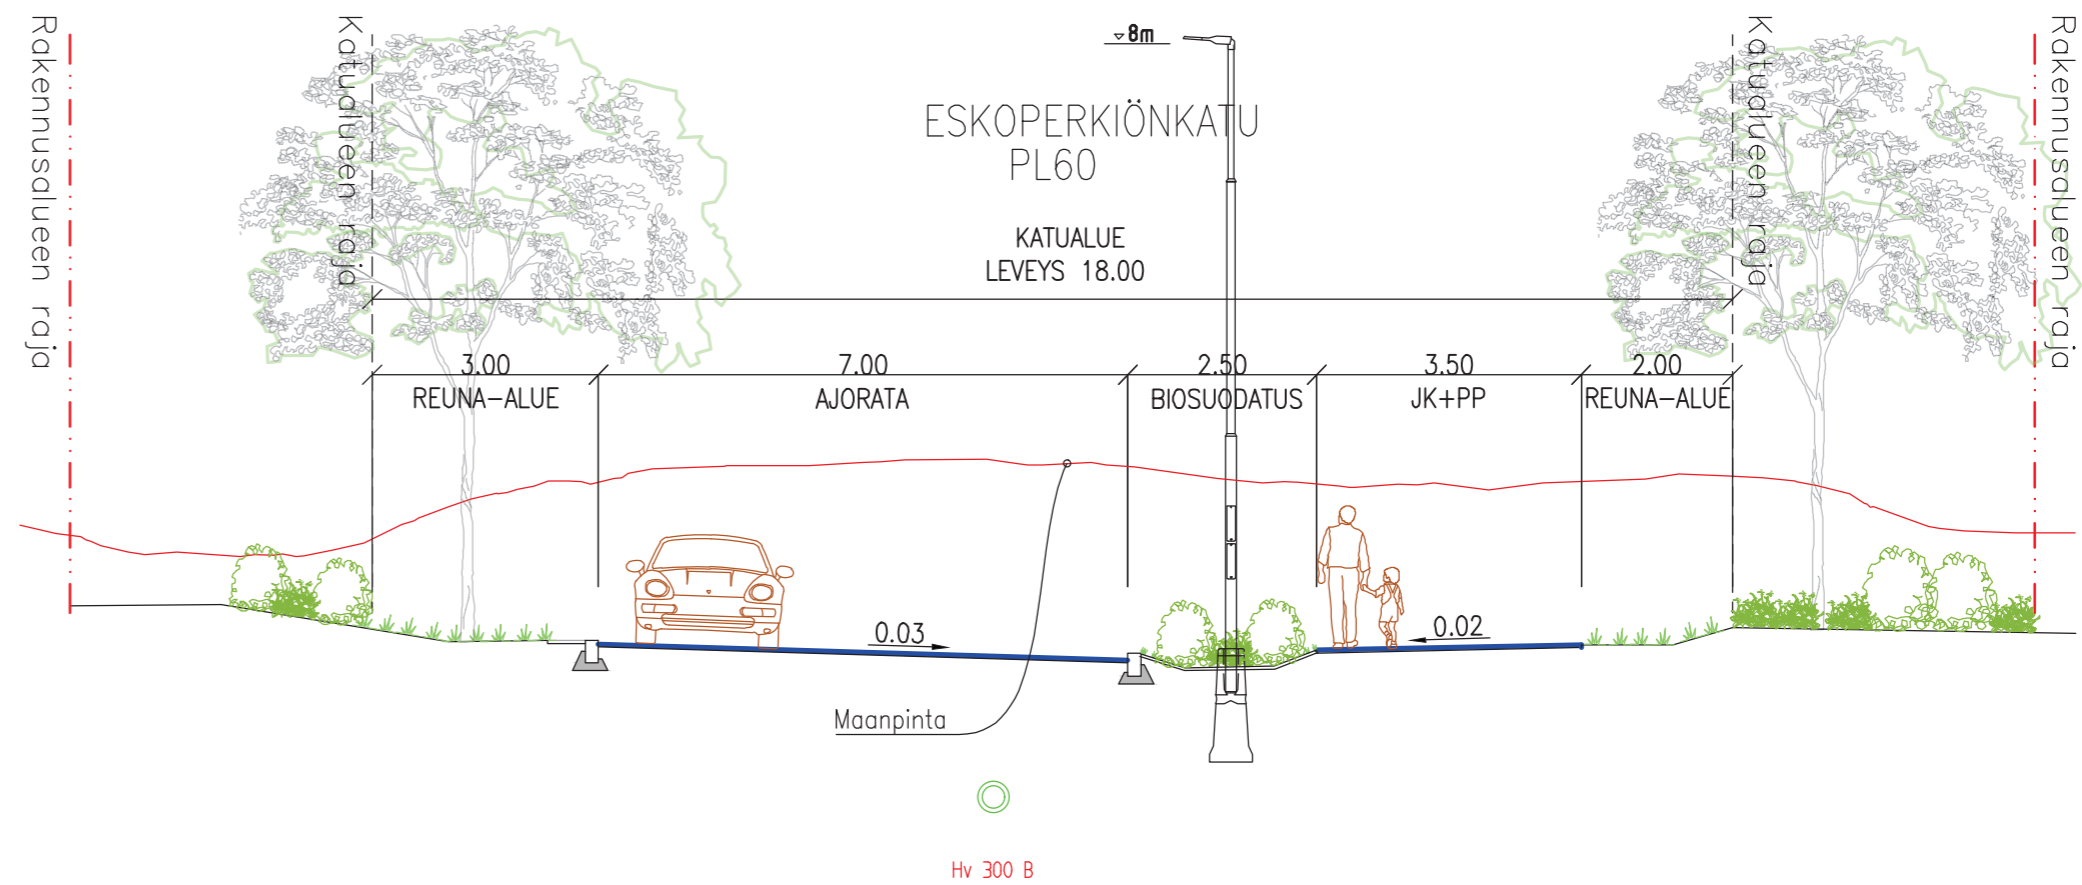 Rakennusalueen raja
Katualueen raja
▿8m
Katualueen raja
Rakennusalueen raja
ESKOPERKIÖNKATU
PL60
KATUALUE
LEVEYS 18.00
3.00
7.00
2.50
3.50
2.00
REUNA-ALUE
AJORATA
BIOSUODATUS
JK+PP
REUNA-ALUE
0.03
0.02
Maanpinta
Hv 300 B